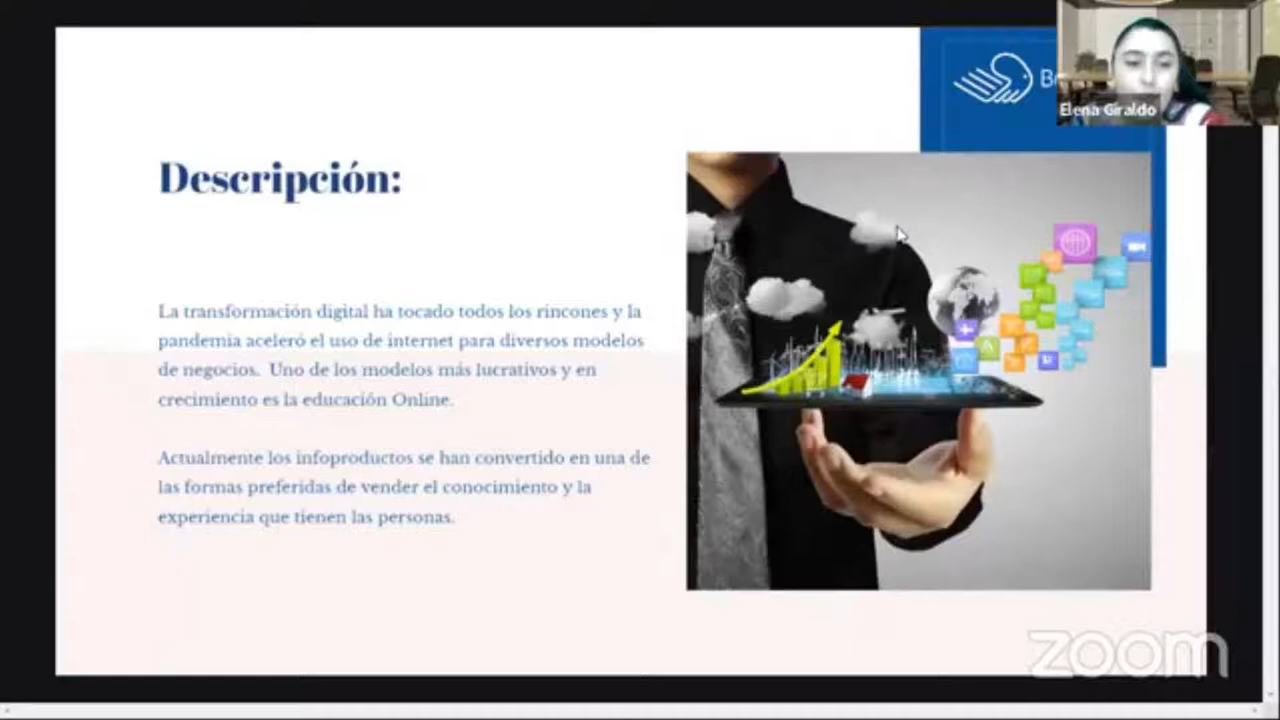 Elena Giraldo
Descripción:
La transformación digital ha tocado todos los rincones y la
pandemia aceleró el uso de internet para diversos modelos
de negocios.  Uno de los modelos más lucrativos y en
crecimiento es la educación Online.
Actualmente los infoproductos se han convertido en una de
las formas preferidas de vender el conocimiento y la
experiencia que tienen las personas.
zoom